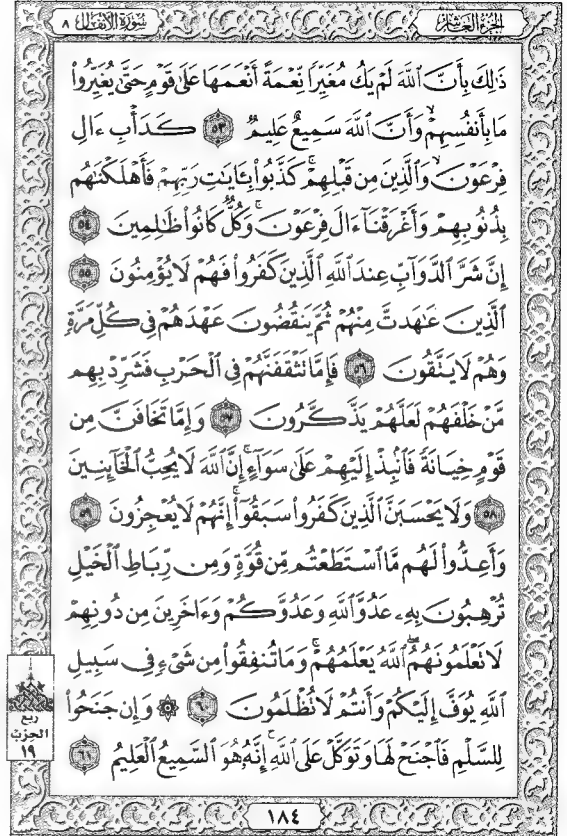 الجزء العاشر
سورة الأنفال ٨
ذَٰلِكَ بِأَنَّ ٱللَّهَ لَمْ يَكُ مُغَيِّرًا نِّعْمَةً أَنْعَمَهَا عَلَىٰ قَوْمٍ حَتَّىٰ يُغَيِّرُوا۟
مَا بِأَنفُسِهِمْ ۙ وَأَنَّ ٱللَّهَ سَمِيعٌ عَلِيمٌ ٥٣ كَدَأْبِ ءَالِ
فِرْعَوْنَ ۙ وَٱلَّذِينَ مِن قَبْلِهِمْ ۚ كَذَّبُوا۟ بِـَٔايَٰتِ رَبِّهِمْ فَأَهْلَكْنَٰهُم
بِذُنُوبِهِمْ وَأَغْرَقْنَآ ءَالَ فِرْعَوْنَ ۚ وَكُلٌّ كَانُوا۟ ظَٰلِمِينَ ٥٤
إِنَّ شَرَّ ٱلدَّوَآبِّ عِندَ ٱللَّهِ ٱلَّذِينَ كَفَرُوا۟ فَهُمْ لَا يُؤْمِنُونَ ٥٥
ٱلَّذِينَ عَٰهَدتَّ مِنْهُمْ ثُمَّ يَنقُضُونَ عَهْدَهُمْ فِى كُلِّ مَرَّةٍ
وَهُمْ لَا يَتَّقُونَ ٥٦ فَإِمَّا تَثْقَفَنَّهُمْ فِى ٱلْحَرْبِ فَشَرِّدْ بِهِم
مَّنْ خَلْفَهُمْ لَعَلَّهُمْ يَذَّكَّرُونَ ٥٧ وَإِمَّا تَخَافَنَّ مِن
قَوْمٍ خِيَانَةً فَٱنۢبِذْ إِلَيْهِمْ عَلَىٰ سَوَآءٍ ۚ إِنَّ ٱللَّهَ لَا يُحِبُّ ٱلْخَآئِنِينَ
٥٨ وَلَا يَحْسَبَنَّ ٱلَّذِينَ كَفَرُوا۟ سَبَقُوٓا۟ ۚ إِنَّهُمْ لَا يُعْجِزُونَ ٥٩
وَأَعِدُّوا۟ لَهُم مَّا ٱسْتَطَعْتُم مِّن قُوَّةٍ وَمِن رِّبَاطِ ٱلْخَيْلِ
تُرْهِبُونَ بِهِۦ عَدُوَّ ٱللَّهِ وَعَدُوَّكُمْ وَءَاخَرِينَ مِن دُونِهِمْ
لَا تَعْلَمُونَهُمُ ٱللَّهُ يَعْلَمُهُمْ ۚ وَمَا تُنفِقُوا۟ مِن شَىْءٍ فِى سَبِيلِ
ٱللَّهِ يُوَفَّ إِلَيْكُمْ وَأَنتُمْ لَا تُظْلَمُونَ ٦٠ ۞ وَإِن جَنَحُوا۟
لِلسَّلْمِ فَٱجْنَحْ لَهَا وَتَوَكَّلْ عَلَى ٱللَّهِ ۚ إِنَّهُۥ هُوَ ٱلسَّمِيعُ ٱلْعَلِيمُ ٦١
ربع
الحزب
١٩
١٨٤